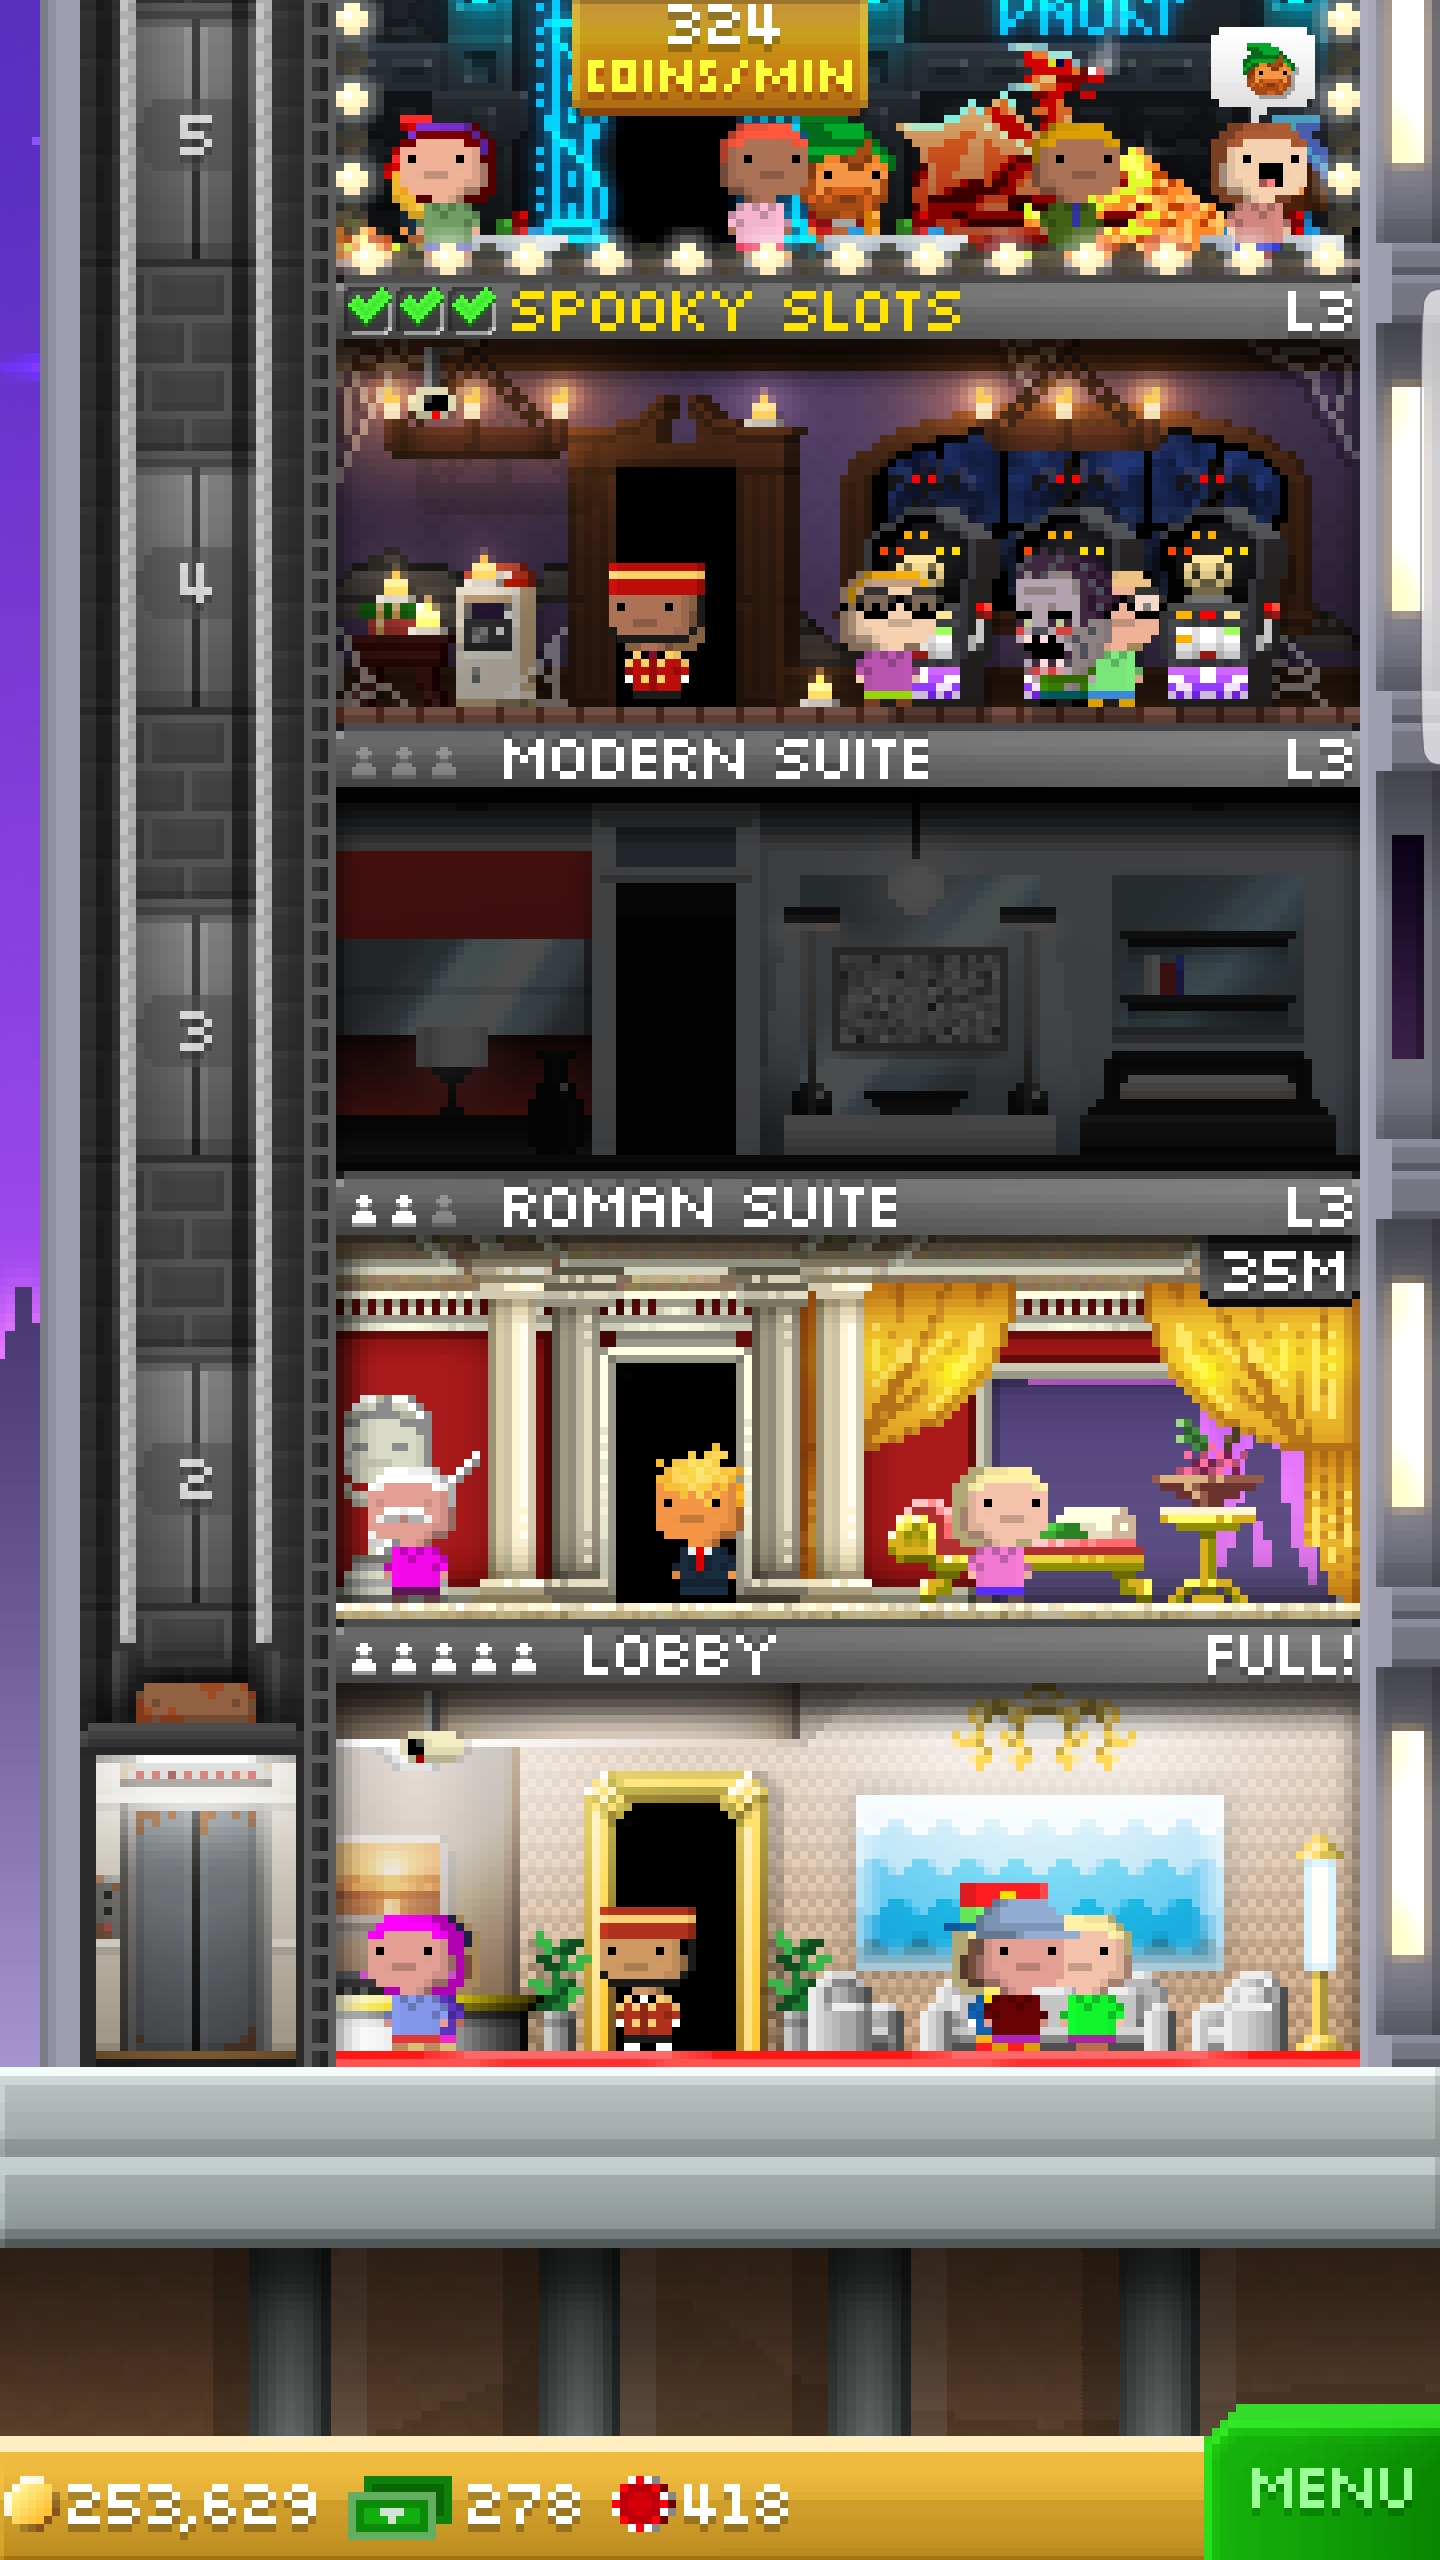 324
COINS/MIN
5
SPOOKY SLOTS L3
4
MODERN SUITE L3
3
ROMAN SUITE L3
35M
2
LOBBY FULL!
253,629 278 418
MENU